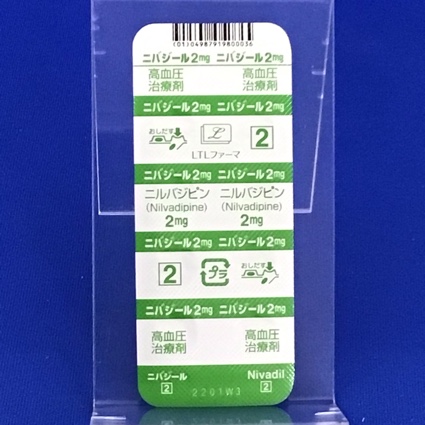 (01)04987919800036
ニバジール2mg ニバジール2mg
高血圧 高血圧
治療剤 治療剤
ニバジール2mg ニバジール2mg
おしだす L 2
LTLファーマ
ニバジール2mg ニバジール2mg
ニルバジピン ニルバジピン
(Nilvadipine) (Nilvadipine)
2mg 2mg
ニバジール2mg ニバジール2mg
2 プラ おしだす
ニバジール2mg ニバジール2mg
高血圧 高血圧
治療剤 治療剤
ニバジール Nivadil
2 2
2201W3